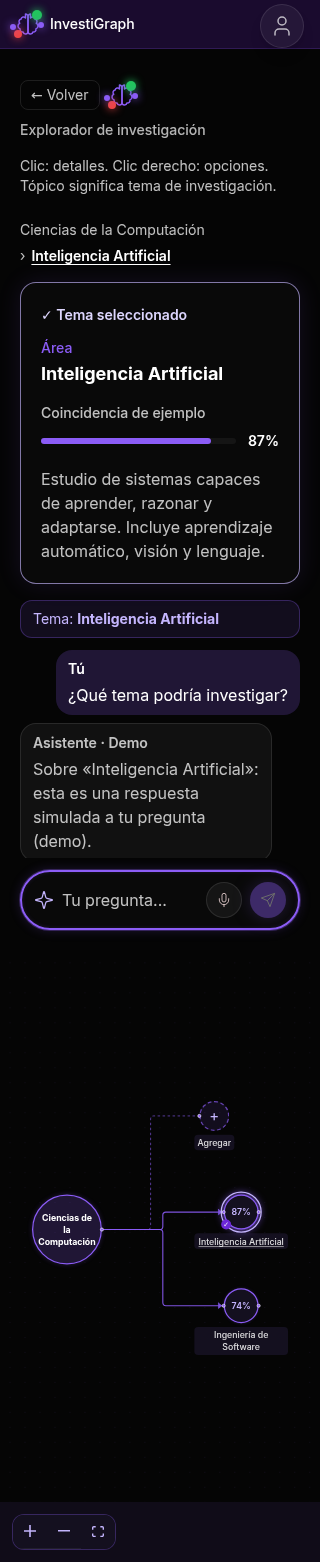 InvestiGraph
← Volver
Explorador de investigación
Clic: detalles. Clic derecho: opciones.
Tópico significa tema de investigación.
Ciencias de la Computación
› Inteligencia Artificial
✓ Tema seleccionado
Área
Inteligencia Artificial
Coincidencia de ejemplo
87%
Estudio de sistemas capaces
de aprender, razonar y
adaptarse. Incluye aprendizaje
automático, visión y lenguaje.
Tema: Inteligencia Artificial
Tú
¿Qué tema podría investigar?
Asistente · Demo
Sobre «Inteligencia Artificial»:
esta es una respuesta
simulada a tu pregunta
(demo).
Tu pregunta...
+
Agregar
Ciencias de
la
Computación
87%
✓
Inteligencia Artificial
74%
Ingeniería de
Software